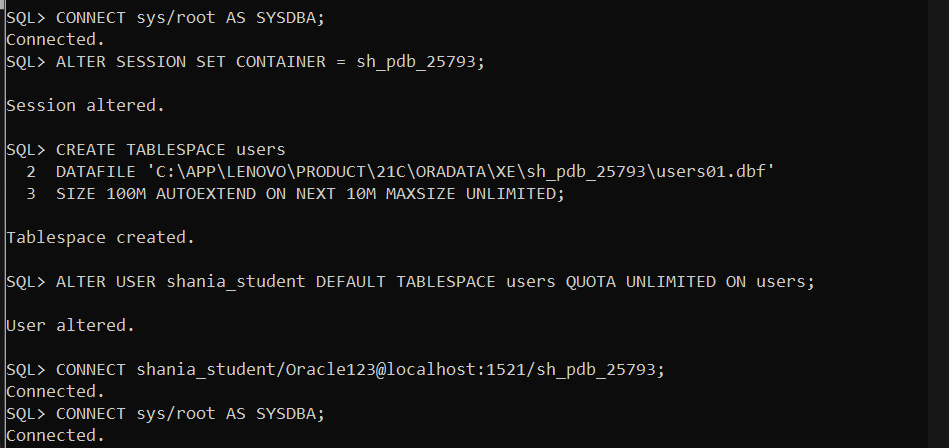 SQL> CONNECT sys/root AS SYSDBA;
Connected.
SQL> ALTER SESSION SET CONTAINER = sh_pdb_25793;
Session altered.
SQL> CREATE TABLESPACE users
2 DATAFILE 'C:\APP\LENOVO\PRODUCT\21C\ORADATA\XE\sh_pdb_25793\users01.dbf'
3 SIZE 100M AUTOEXTEND ON NEXT 10M MAXSIZE UNLIMITED;
Tablespace created.
SQL> ALTER USER shania_student DEFAULT TABLESPACE users QUOTA UNLIMITED ON users;
User altered.
SQL> CONNECT shania_student/Oracle123@localhost:1521/sh_pdb_25793;
Connected.
SQL> CONNECT sys/root AS SYSDBA;
Connected.